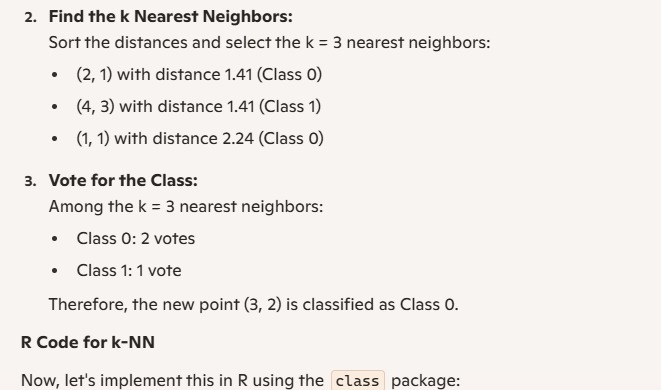 2. Find the k Nearest Neighbors:
Sort the distances and select the k = 3 nearest neighbors:
• (2, 1) with distance 1.41 (Class 0)
• (4, 3) with distance 1.41 (Class 1)
• (1, 1) with distance 2.24 (Class 0)
3. Vote for the Class:
Among the k = 3 nearest neighbors:
• Class 0: 2 votes
• Class 1: 1 vote
Therefore, the new point (3, 2) is classified as Class 0.
R Code for k-NN
Now, let's implement this in R using the class package: